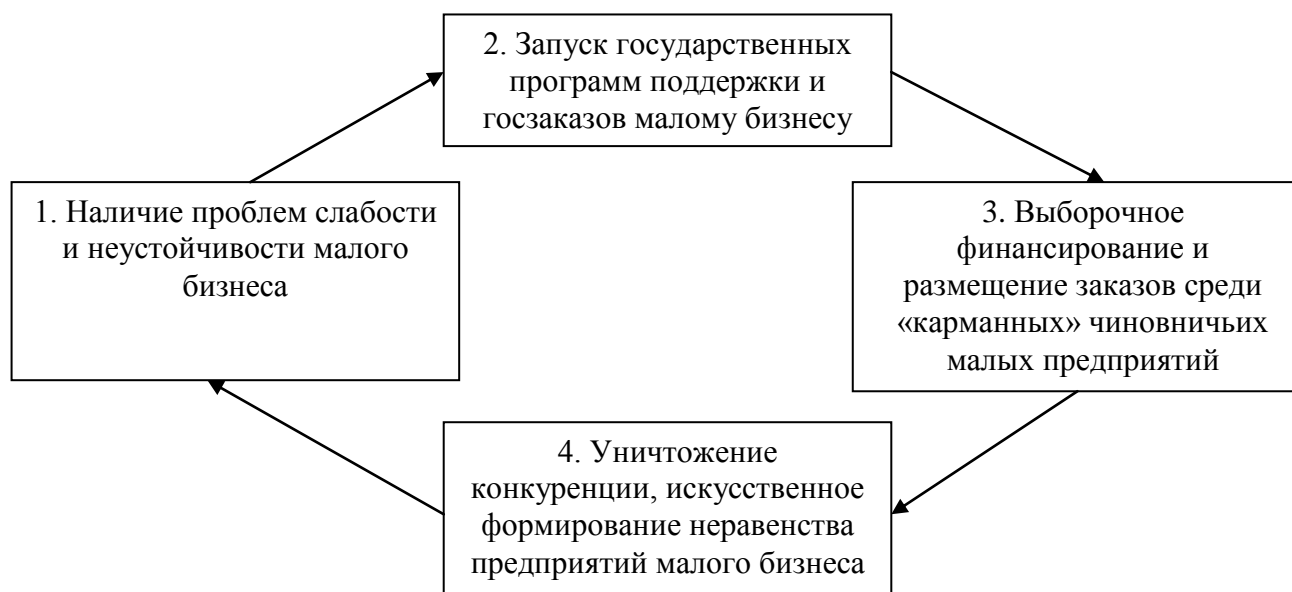 2. Запуск государственных
программ поддержки и
госзаказов малому бизнесу
1. Наличие проблем слабости
и неустойчивости малого
бизнеса
3. Выборочное
финансирование и
размещение заказов среди
«карманных» чиновничьих
малых предприятий
4. Уничтожение
конкуренции, искусственное
формирование неравенства
предприятий малого бизнеса